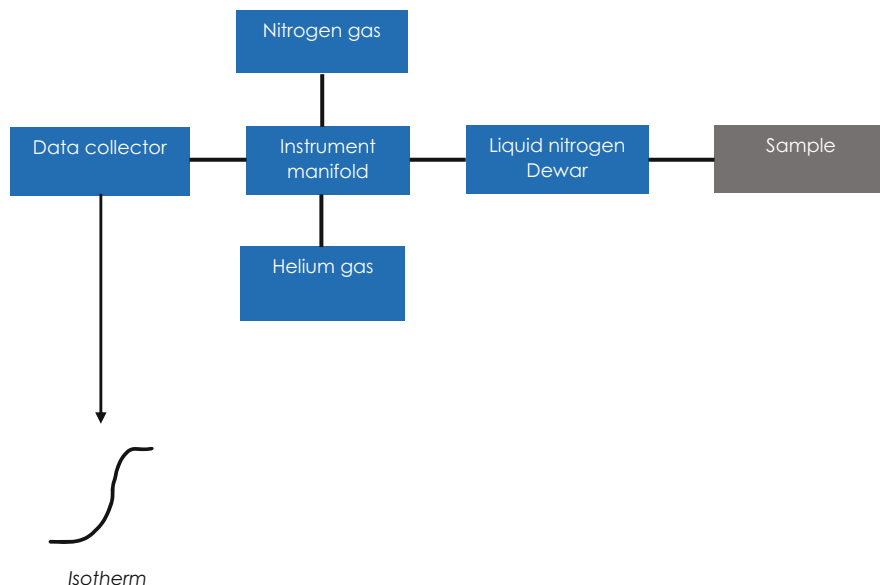 Nitrogen gas
Data collector
Instrument
manifold
Liquid nitrogen
Dewar
Sample
Helium gas
Isotherm